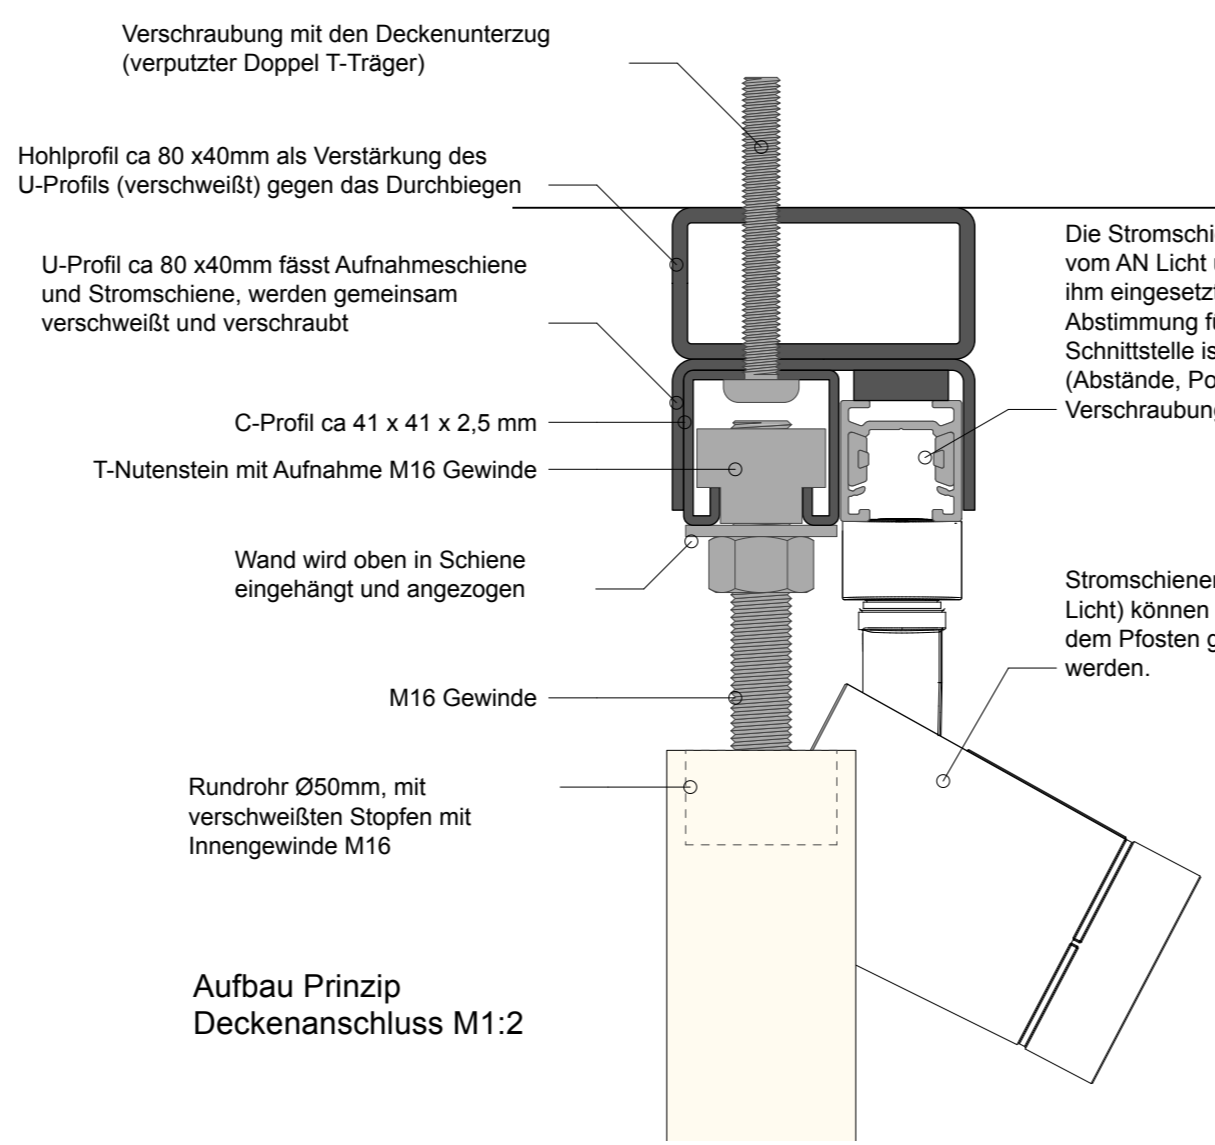 Verschraubung mit den Deckenunterzug
(verputzter Doppel T-Träger)
Hohlprofil ca 80 x40mm als Verstärkung des
U-Profils (verschweißt) gegen das Durchbiegen
U-Profil ca 80 x40mm fässt Aufnahmeschiene
und Stromschiene, werden gemeinsam
verschweißt und verschraubt
C-Profil ca 41 x 41 x 2,5 mm
T-Nutenstein mit Aufnahme M16 Gewinde
Wand wird oben in Schiene
eingehängt und angezogen
M16 Gewinde
Rundrohr Ø50mm, mit
verschweißten Stopfen mit
Innengewinde M16
Aufbau Prinzip
Deckenanschluss M1:2
Die
vom AN Licht
ihm
Abstimmung
Schnittstelle
(Abstände,
Licht) können
dem Pfosten
werden.